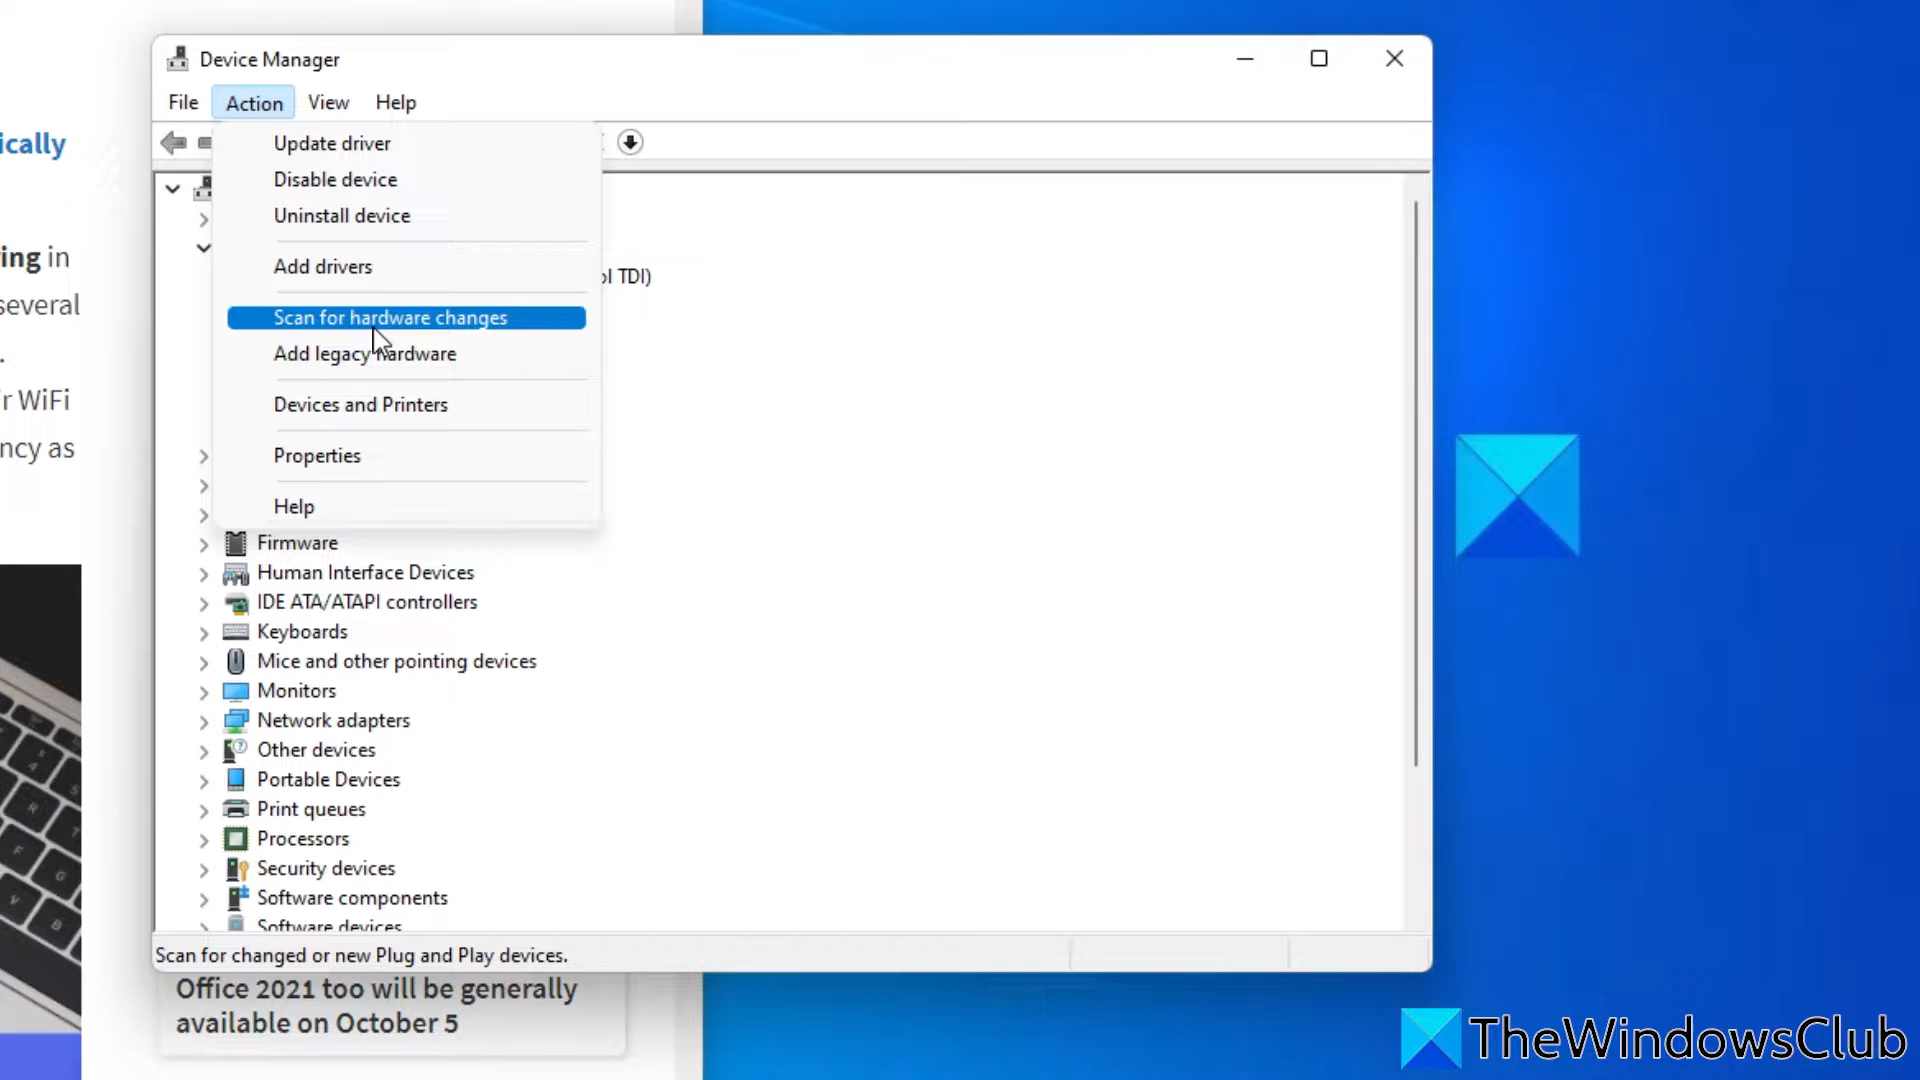 Device Manager
File Action View Help
Update driver
Disable device
Uninstall device
Add drivers
TDI)
Scan for hardware changes
Add legacy hardware
Devices and Printers
Properties
Help
Firmware
Human Interface Devices
IDE ATA/ATAPI controllers
Keyboards
Mice and other pointing devices
Monitors
Network adapters
Other devices
Portable Devices
Print queues
Processors
Security devices
Software components
Software devices
Scan for changed or new Plug and Play devices.
ically
ing in
several
r WiFi
ncy as
Office 2021 too will be generally
available on October 5
TheWindowsClub